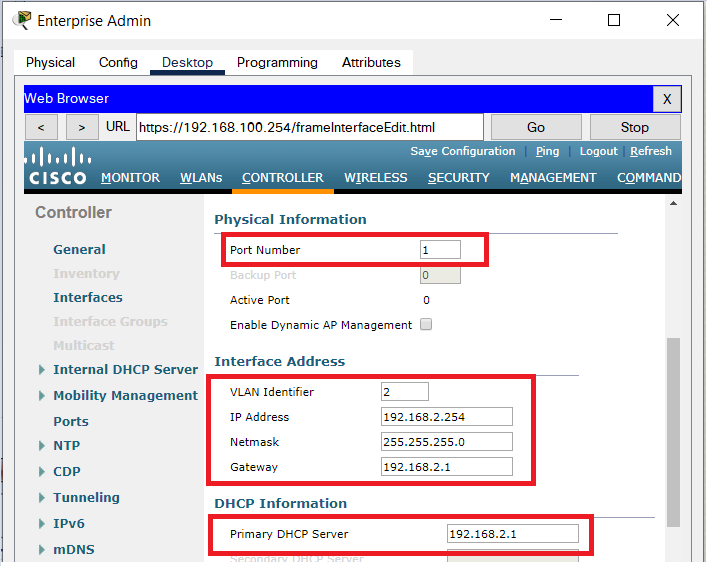 Enterprise Admin
Physical Config Desktop Programming Attributes
Web Browser X
< > URL https://192.168.100.254/frameInterfaceEdit.html Go Stop
Save Configuration | Ping | Logout | Refresh
CISCO MONITOR WLANs CONTROLLER WIRELESS SECURITY MANAGEMENT COMMAND
Controller
General
Inventory
Interfaces
Interface Groups
Multicast
Internal DHCP Server
Mobility Management
Ports
NTP
CDP
Tunneling
IPv6
mDNS
Physical Information
Port Number 1
Backup Port 0
Active Port 0
Enable Dynamic AP Management
Interface Address
VLAN Identifier 2
IP Address 192.168.2.254
Netmask 255.255.255.0
Gateway 192.168.2.1
DHCP Information
Primary DHCP Server 192.168.2.1
Secondary DHCP Server